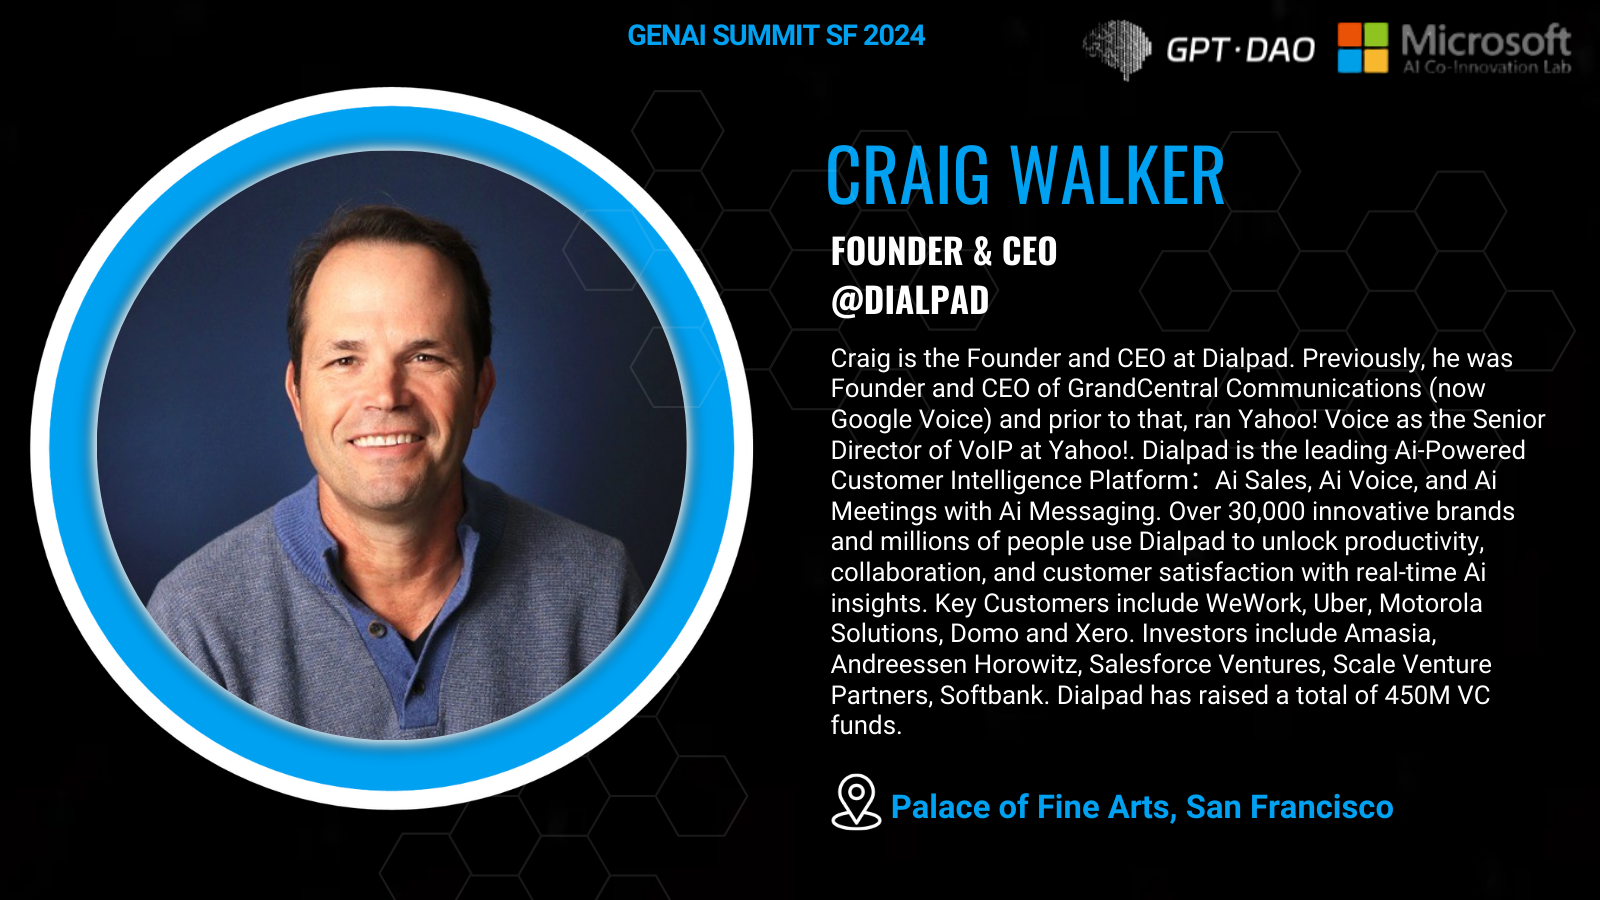 GENAI SUMMIT SF 2024
GPT·DAO
Microsoft
AI Co-Innovation Lab
CRAIG WALKER
FOUNDER & CEO
@DIALPAD
Craig is the Founder and CEO at Dialpad. Previously, he was
Founder and CEO of GrandCentral Communications (now
Google Voice) and prior to that, ran Yahoo! Voice as the Senior
Director of VoIP at Yahoo!. Dialpad is the leading Ai-Powered
Customer Intelligence Platform：Ai Sales, Ai Voice, and Ai
Meetings with Ai Messaging. Over 30,000 innovative brands
and millions of people use Dialpad to unlock productivity,
collaboration, and customer satisfaction with real-time Ai
insights. Key Customers include WeWork, Uber, Motorola
Solutions, Domo and Xero. Investors include Amasia,
Andreessen Horowitz, Salesforce Ventures, Scale Venture
Partners, Softbank. Dialpad has raised a total of 450M VC
funds.
Palace of Fine Arts, San Francisco